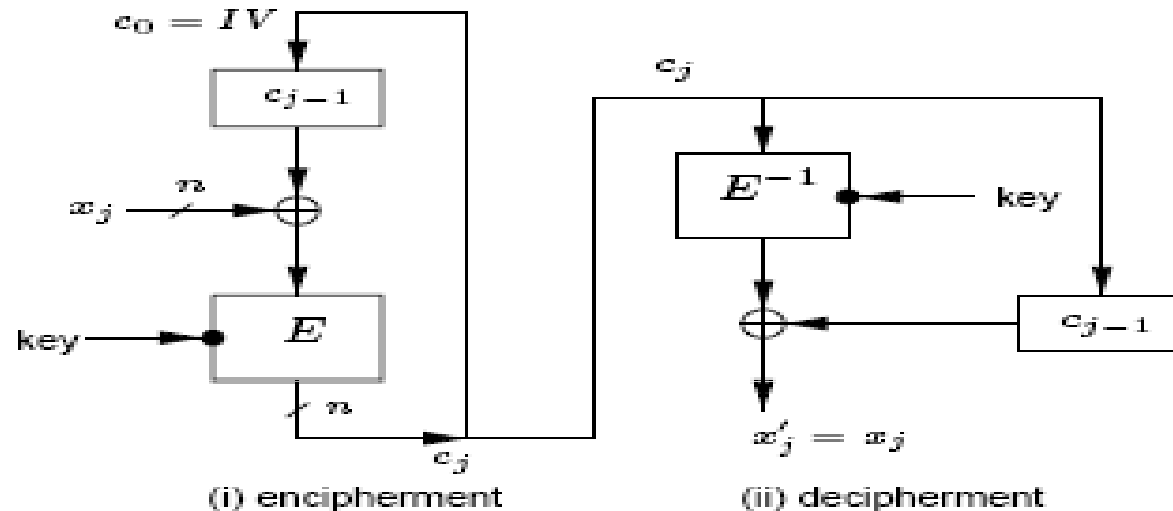 c₀ = IV
cⱼ₋₁
n
xⱼ
key
E
n
cⱼ
(i) encipherment
cⱼ
E⁻¹
key
cⱼ₋₁
x′ⱼ = xⱼ
(ii) decipherment